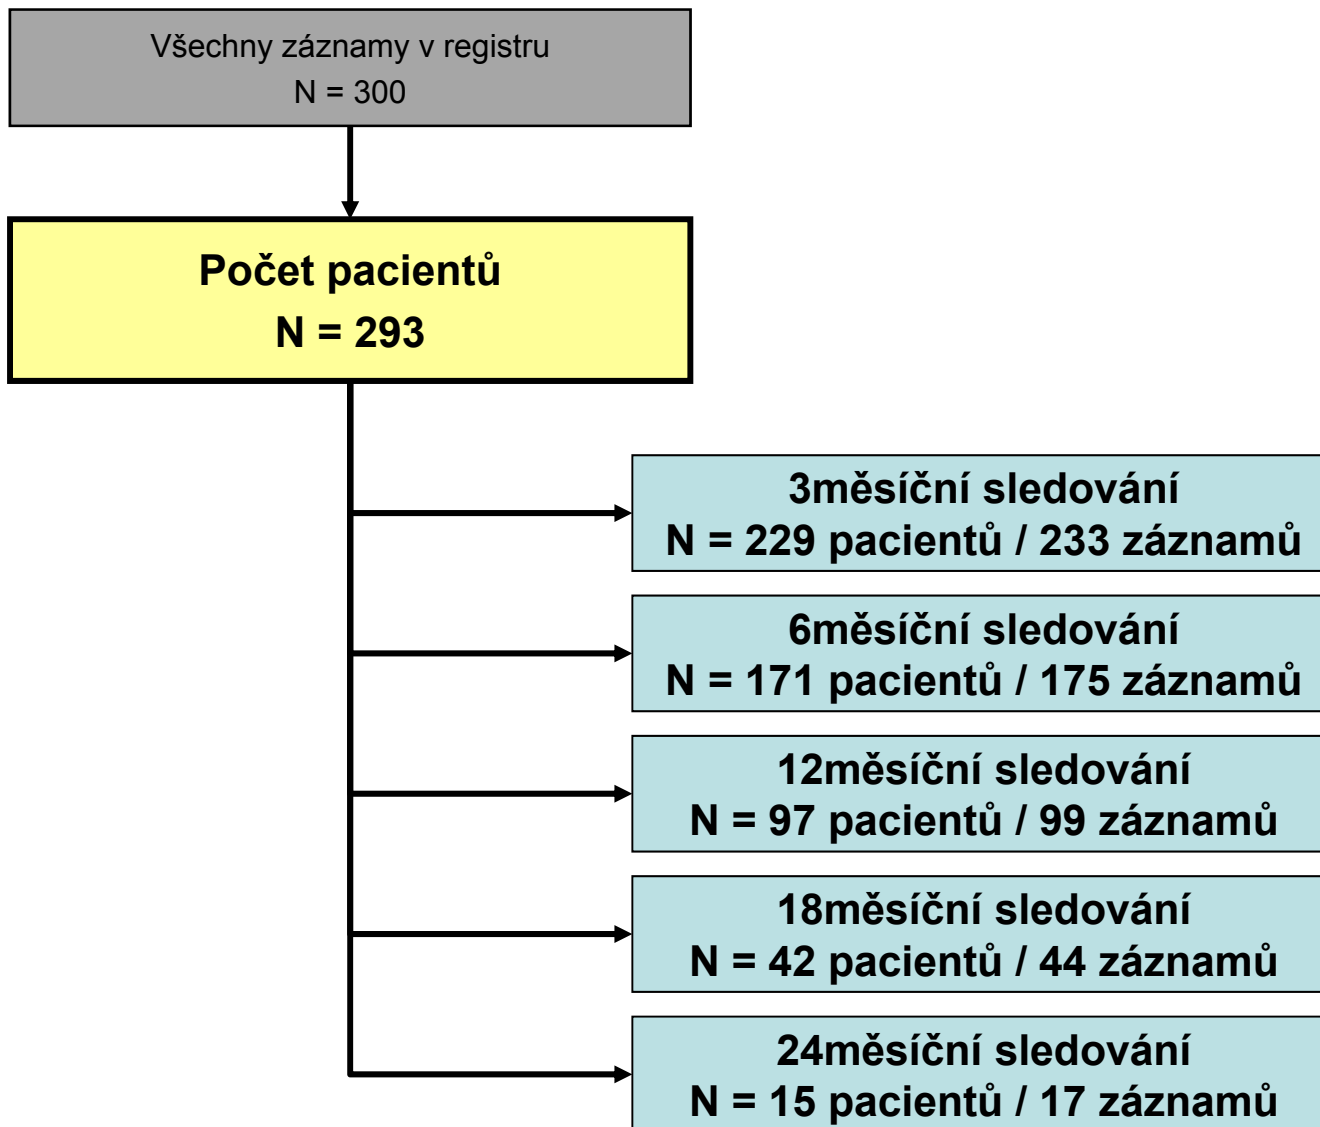 Všechny záznamy v registru
N = 300
Počet pacientů
N = 293
3měsíční sledování
N = 229 pacientů / 233 záznamů
6měsíční sledování
N = 171 pacientů / 175 záznamů
12měsíční sledování
N = 97 pacientů / 99 záznamů
18měsíční sledování
N = 42 pacientů / 44 záznamů
24měsíční sledování
N = 15 pacientů / 17 záznamů